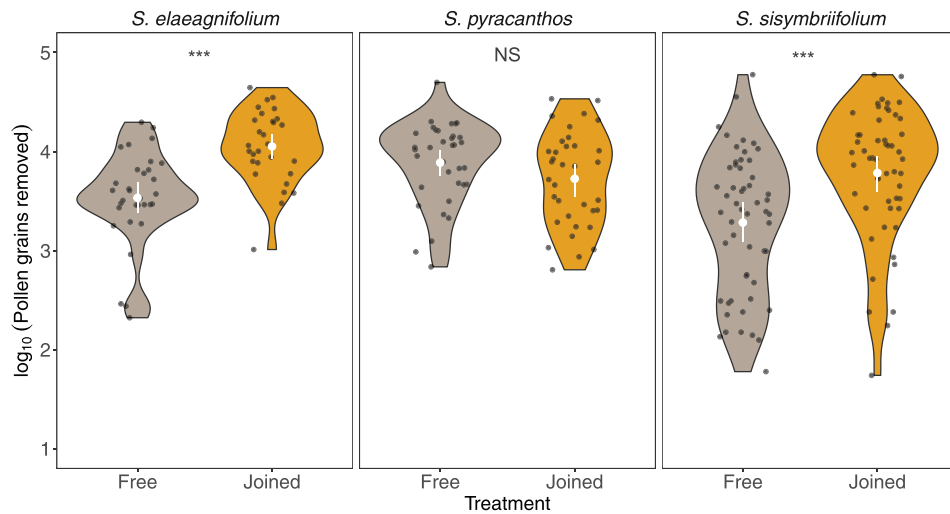 S. elaeagnifolium S. pyracanthos S. sisymbriifolium
*** NS ***
log₁₀ (Pollen grains removed)
5
4
3
2
1
Free Joined Free Joined Free Joined
Treatment